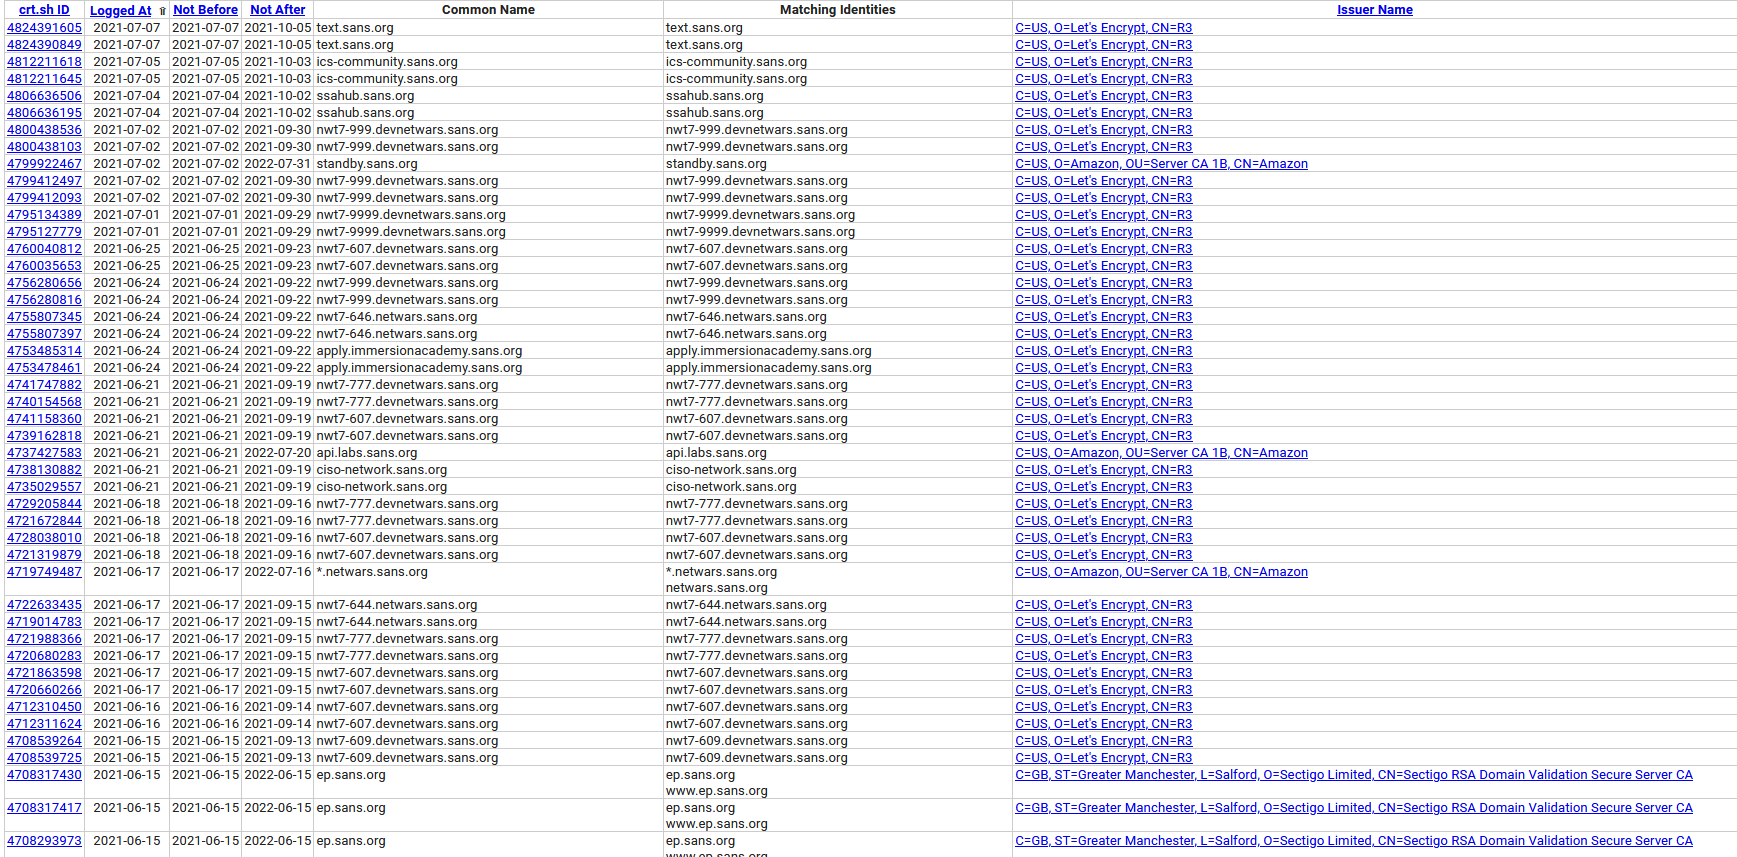 crt.sh ID Logged At ⇧ Not Before Not After Common Name Matching Identities Issuer Name
4824391605 2021-07-07 2021-07-07 2021-10-05 text.sans.org text.sans.org C=US, O=Let's Encrypt, CN=R3
4824390849 2021-07-07 2021-07-07 2021-10-05 text.sans.org text.sans.org C=US, O=Let's Encrypt, CN=R3
4812211618 2021-07-05 2021-07-05 2021-10-03 ics-community.sans.org ics-community.sans.org C=US, O=Let's Encrypt, CN=R3
4812211645 2021-07-05 2021-07-05 2021-10-03 ics-community.sans.org ics-community.sans.org C=US, O=Let's Encrypt, CN=R3
4806636506 2021-07-04 2021-07-04 2021-10-02 ssahub.sans.org ssahub.sans.org C=US, O=Let's Encrypt, CN=R3
4806636195 2021-07-04 2021-07-04 2021-10-02 ssahub.sans.org ssahub.sans.org C=US, O=Let's Encrypt, CN=R3
4800438536 2021-07-02 2021-07-02 2021-09-30 nwt7-999.devnetwars.sans.org nwt7-999.devnetwars.sans.org C=US, O=Let's Encrypt, CN=R3
4800438103 2021-07-02 2021-07-02 2021-09-30 nwt7-999.devnetwars.sans.org nwt7-999.devnetwars.sans.org C=US, O=Let's Encrypt, CN=R3
4799922467 2021-07-02 2021-07-02 2022-07-31 standby.sans.org standby.sans.org C=US, O=Amazon, OU=Server CA 1B, CN=Amazon
4799412497 2021-07-02 2021-07-02 2021-09-30 nwt7-999.devnetwars.sans.org nwt7-999.devnetwars.sans.org C=US, O=Let's Encrypt, CN=R3
4799412093 2021-07-02 2021-07-02 2021-09-30 nwt7-999.devnetwars.sans.org nwt7-999.devnetwars.sans.org C=US, O=Let's Encrypt, CN=R3
4795134389 2021-07-01 2021-07-01 2021-09-29 nwt7-9999.devnetwars.sans.org nwt7-9999.devnetwars.sans.org C=US, O=Let's Encrypt, CN=R3
4795127779 2021-07-01 2021-07-01 2021-09-29 nwt7-9999.devnetwars.sans.org nwt7-9999.devnetwars.sans.org C=US, O=Let's Encrypt, CN=R3
4760040812 2021-06-25 2021-06-25 2021-09-23 nwt7-607.devnetwars.sans.org nwt7-607.devnetwars.sans.org C=US, O=Let's Encrypt, CN=R3
4760035653 2021-06-25 2021-06-25 2021-09-23 nwt7-607.devnetwars.sans.org nwt7-607.devnetwars.sans.org C=US, O=Let's Encrypt, CN=R3
4756280656 2021-06-24 2021-06-24 2021-09-22 nwt7-999.devnetwars.sans.org nwt7-999.devnetwars.sans.org C=US, O=Let's Encrypt, CN=R3
4756280816 2021-06-24 2021-06-24 2021-09-22 nwt7-999.devnetwars.sans.org nwt7-999.devnetwars.sans.org C=US, O=Let's Encrypt, CN=R3
4755807345 2021-06-24 2021-06-24 2021-09-22 nwt7-646.netwars.sans.org nwt7-646.netwars.sans.org C=US, O=Let's Encrypt, CN=R3
4755807397 2021-06-24 2021-06-24 2021-09-22 nwt7-646.netwars.sans.org nwt7-646.netwars.sans.org C=US, O=Let's Encrypt, CN=R3
4753485314 2021-06-24 2021-06-24 2021-09-22 apply.immersionacademy.sans.org apply.immersionacademy.sans.org C=US, O=Let's Encrypt, CN=R3
4753478461 2021-06-24 2021-06-24 2021-09-22 apply.immersionacademy.sans.org apply.immersionacademy.sans.org C=US, O=Let's Encrypt, CN=R3
4741747882 2021-06-21 2021-06-21 2021-09-19 nwt7-777.devnetwars.sans.org nwt7-777.devnetwars.sans.org C=US, O=Let's Encrypt, CN=R3
4740154568 2021-06-21 2021-06-21 2021-09-19 nwt7-777.devnetwars.sans.org nwt7-777.devnetwars.sans.org C=US, O=Let's Encrypt, CN=R3
4741158360 2021-06-21 2021-06-21 2021-09-19 nwt7-607.devnetwars.sans.org nwt7-607.devnetwars.sans.org C=US, O=Let's Encrypt, CN=R3
4739162818 2021-06-21 2021-06-21 2021-09-19 nwt7-607.devnetwars.sans.org nwt7-607.devnetwars.sans.org C=US, O=Let's Encrypt, CN=R3
4737427583 2021-06-21 2021-06-21 2022-07-20 api.labs.sans.org api.labs.sans.org C=US, O=Amazon, OU=Server CA 1B, CN=Amazon
4738130882 2021-06-21 2021-06-21 2021-09-19 ciso-network.sans.org ciso-network.sans.org C=US, O=Let's Encrypt, CN=R3
4735029557 2021-06-21 2021-06-21 2021-09-19 ciso-network.sans.org ciso-network.sans.org C=US, O=Let's Encrypt, CN=R3
4729205844 2021-06-18 2021-06-18 2021-09-16 nwt7-777.devnetwars.sans.org nwt7-777.devnetwars.sans.org C=US, O=Let's Encrypt, CN=R3
4721672844 2021-06-18 2021-06-18 2021-09-16 nwt7-777.devnetwars.sans.org nwt7-777.devnetwars.sans.org C=US, O=Let's Encrypt, CN=R3
4728038010 2021-06-18 2021-06-18 2021-09-16 nwt7-607.devnetwars.sans.org nwt7-607.devnetwars.sans.org C=US, O=Let's Encrypt, CN=R3
4721319879 2021-06-18 2021-06-18 2021-09-16 nwt7-607.devnetwars.sans.org nwt7-607.devnetwars.sans.org C=US, O=Let's Encrypt, CN=R3
4719749487 2021-06-17 2021-06-17 2022-07-16 *.netwars.sans.org *.netwars.sans.org C=US, O=Amazon, OU=Server CA 1B, CN=Amazon
netwars.sans.org
4722633435 2021-06-17 2021-06-17 2021-09-15 nwt7-644.netwars.sans.org nwt7-644.netwars.sans.org C=US, O=Let's Encrypt, CN=R3
4719014783 2021-06-17 2021-06-17 2021-09-15 nwt7-644.netwars.sans.org nwt7-644.netwars.sans.org C=US, O=Let's Encrypt, CN=R3
4721988366 2021-06-17 2021-06-17 2021-09-15 nwt7-777.devnetwars.sans.org nwt7-777.devnetwars.sans.org C=US, O=Let's Encrypt, CN=R3
4720680283 2021-06-17 2021-06-17 2021-09-15 nwt7-777.devnetwars.sans.org nwt7-777.devnetwars.sans.org C=US, O=Let's Encrypt, CN=R3
4721863598 2021-06-17 2021-06-17 2021-09-15 nwt7-607.devnetwars.sans.org nwt7-607.devnetwars.sans.org C=US, O=Let's Encrypt, CN=R3
4720660266 2021-06-17 2021-06-17 2021-09-15 nwt7-607.devnetwars.sans.org nwt7-607.devnetwars.sans.org C=US, O=Let's Encrypt, CN=R3
4712310450 2021-06-16 2021-06-16 2021-09-14 nwt7-607.devnetwars.sans.org nwt7-607.devnetwars.sans.org C=US, O=Let's Encrypt, CN=R3
4712311624 2021-06-16 2021-06-16 2021-09-14 nwt7-607.devnetwars.sans.org nwt7-607.devnetwars.sans.org C=US, O=Let's Encrypt, CN=R3
4708539264 2021-06-15 2021-06-15 2021-09-13 nwt7-609.devnetwars.sans.org nwt7-609.devnetwars.sans.org C=US, O=Let's Encrypt, CN=R3
4708539725 2021-06-15 2021-06-15 2021-09-13 nwt7-609.devnetwars.sans.org nwt7-609.devnetwars.sans.org C=US, O=Let's Encrypt, CN=R3
4708317430 2021-06-15 2021-06-15 2022-06-15 ep.sans.org ep.sans.org C=GB, ST=Greater Manchester, L=Salford, O=Sectigo Limited, CN=Sectigo RSA Domain Validation Secure Server CA
www.ep.sans.org
4708317417 2021-06-15 2021-06-15 2022-06-15 ep.sans.org ep.sans.org C=GB, ST=Greater Manchester, L=Salford, O=Sectigo Limited, CN=Sectigo RSA Domain Validation Secure Server CA
www.ep.sans.org
4708293973 2021-06-15 2021-06-15 2022-06-15 ep.sans.org ep.sans.org C=GB, ST=Greater Manchester, L=Salford, O=Sectigo Limited, CN=Sectigo RSA Domain Validation Secure Server CA
www.ep.sans.org